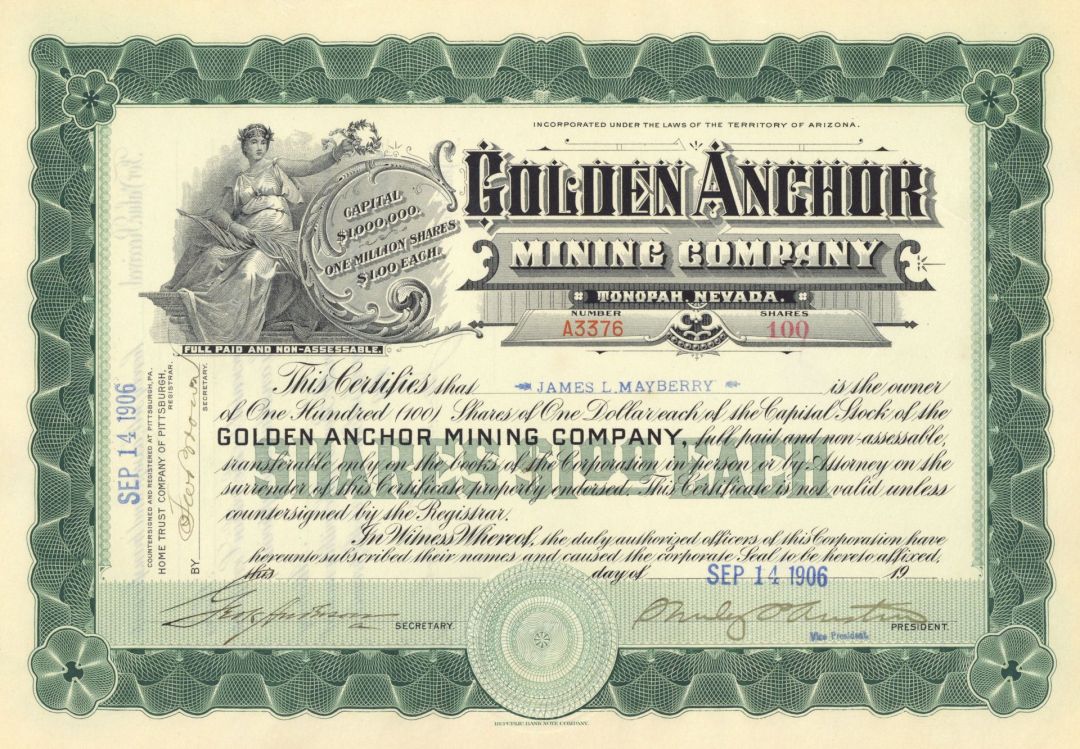 INCORPORATED UNDER THE LAWS OF THE TERRITORY OF ARIZONA.
GOLDEN ANCHOR
MINING COMPANY
TONOPAH, NEVADA.
CAPITAL
$1,000,000.
ONE MILLION SHARES
$1.00 EACH.
NUMBER
A3376
SHARES
100
FULL PAID AND NON-ASSESSABLE.
This Certifies that JAMES L. MAYBERRY is the owner
of One Hundred (100) Shares of One Dollar each of the Capital Stock of the
GOLDEN ANCHOR MINING COMPANY, full paid and non-assessable,
transferable only on the books of the Corporation in person or by Attorney on the
surrender of this Certificate properly endorsed. This Certificate is not valid unless
countersigned by the Registrar.
SHARES $1.00 EACH
In Witness Whereof, the duly authorized officers of this Corporation have
hereunto subscribed their names and caused the corporate Seal to be hereto affixed,
this day of SEP 14 1906 19
SECRETARY.
PRESIDENT.
Vice President.
SEP 14 1906
COUNTERSIGNED AND REGISTERED AT PITTSBURGH, PA.
HOME TRUST COMPANY OF PITTSBURGH,
REGISTRAR.
BY
SECRETARY.
REPUBLIC BANK NOTE COMPANY.